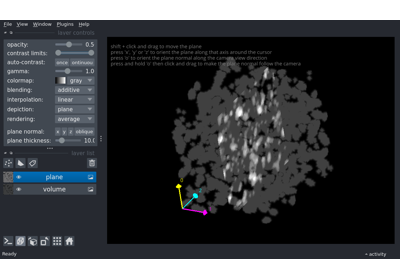 File View Window Plugins Help
layer controls
opacity: 0.5
contrast limits:
auto-contrast: once continuous
gamma: 1.0
colormap: gray
blending: additive
interpolation: linear
depiction: plane
rendering: average
plane normal: x y z oblique
plane thickness: 10.(
layer list
plane
volume
Ready
activity
shift + click and drag to move the plane
press 'x', 'y' or 'z' to orient the plane along that axis around the cursor
press 'o' to orient the plane normal along the camera view direction
press and hold 'o' then click and drag to make the plane normal follow the camera